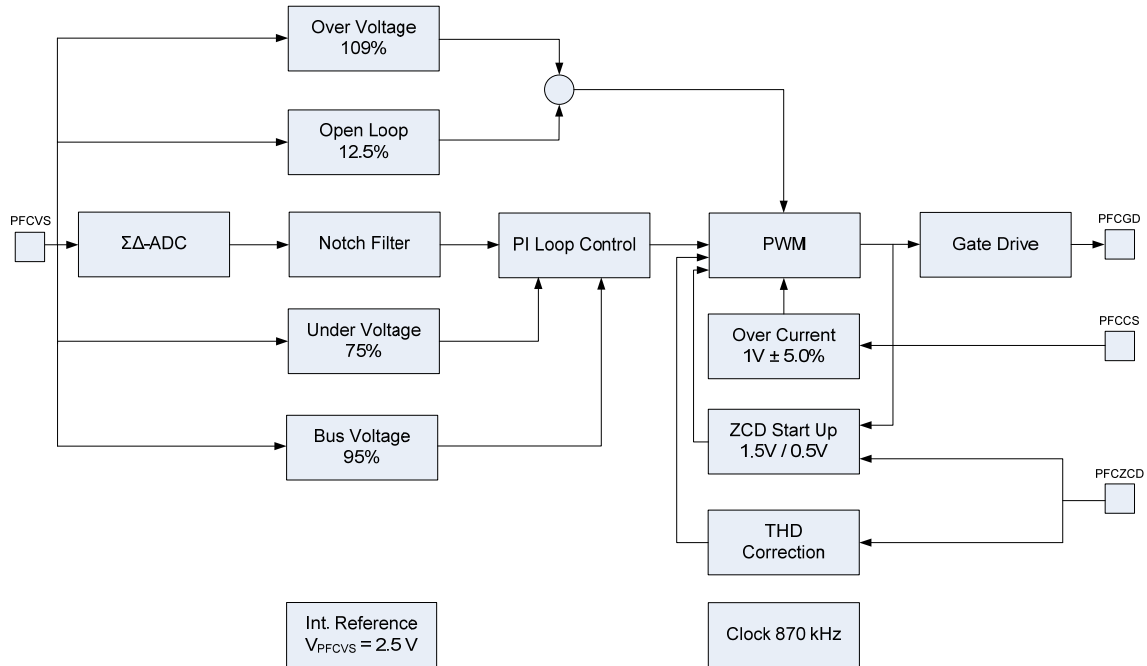 Over Voltage
109%
Open Loop
12.5%
PFCVS
ΣΔ-ADC
Notch Filter
PI Loop Control
PWM
Gate Drive
PFCGD
Under Voltage
75%
Over Current
1V ± 5.0%
PFCCS
Bus Voltage
95%
ZCD Start Up
1.5V / 0.5V
PFCZCD
THD
Correction
Int. Reference
VPFCVS = 2.5 V
Clock 870 kHz